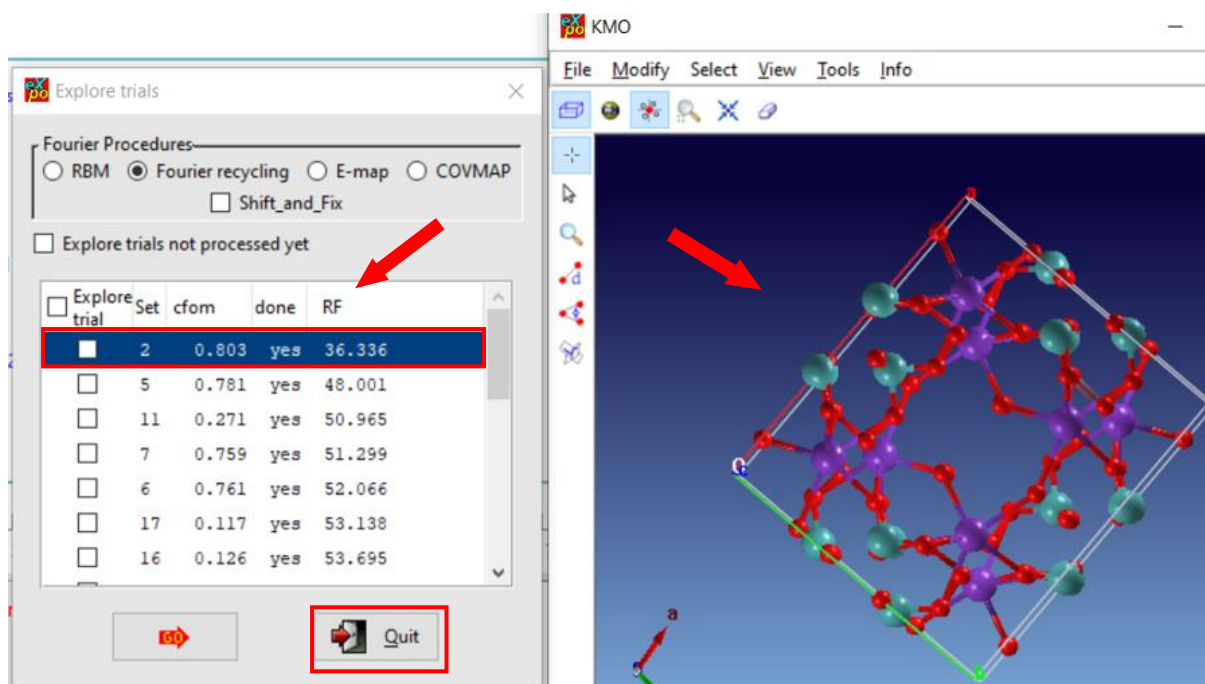 KMO
File Modify Select View Tools Info
Explore trials
Fourier Procedures
RBM Fourier recycling E-map COVMAP
Shift_and_Fix
Explore trials not processed yet
Explore trial Set cfom done RF
2 0.803 yes 36.336
5 0.781 yes 48.001
11 0.271 yes 50.965
7 0.759 yes 51.299
6 0.761 yes 52.066
17 0.117 yes 53.138
16 0.126 yes 53.695
GO Quit
a
a